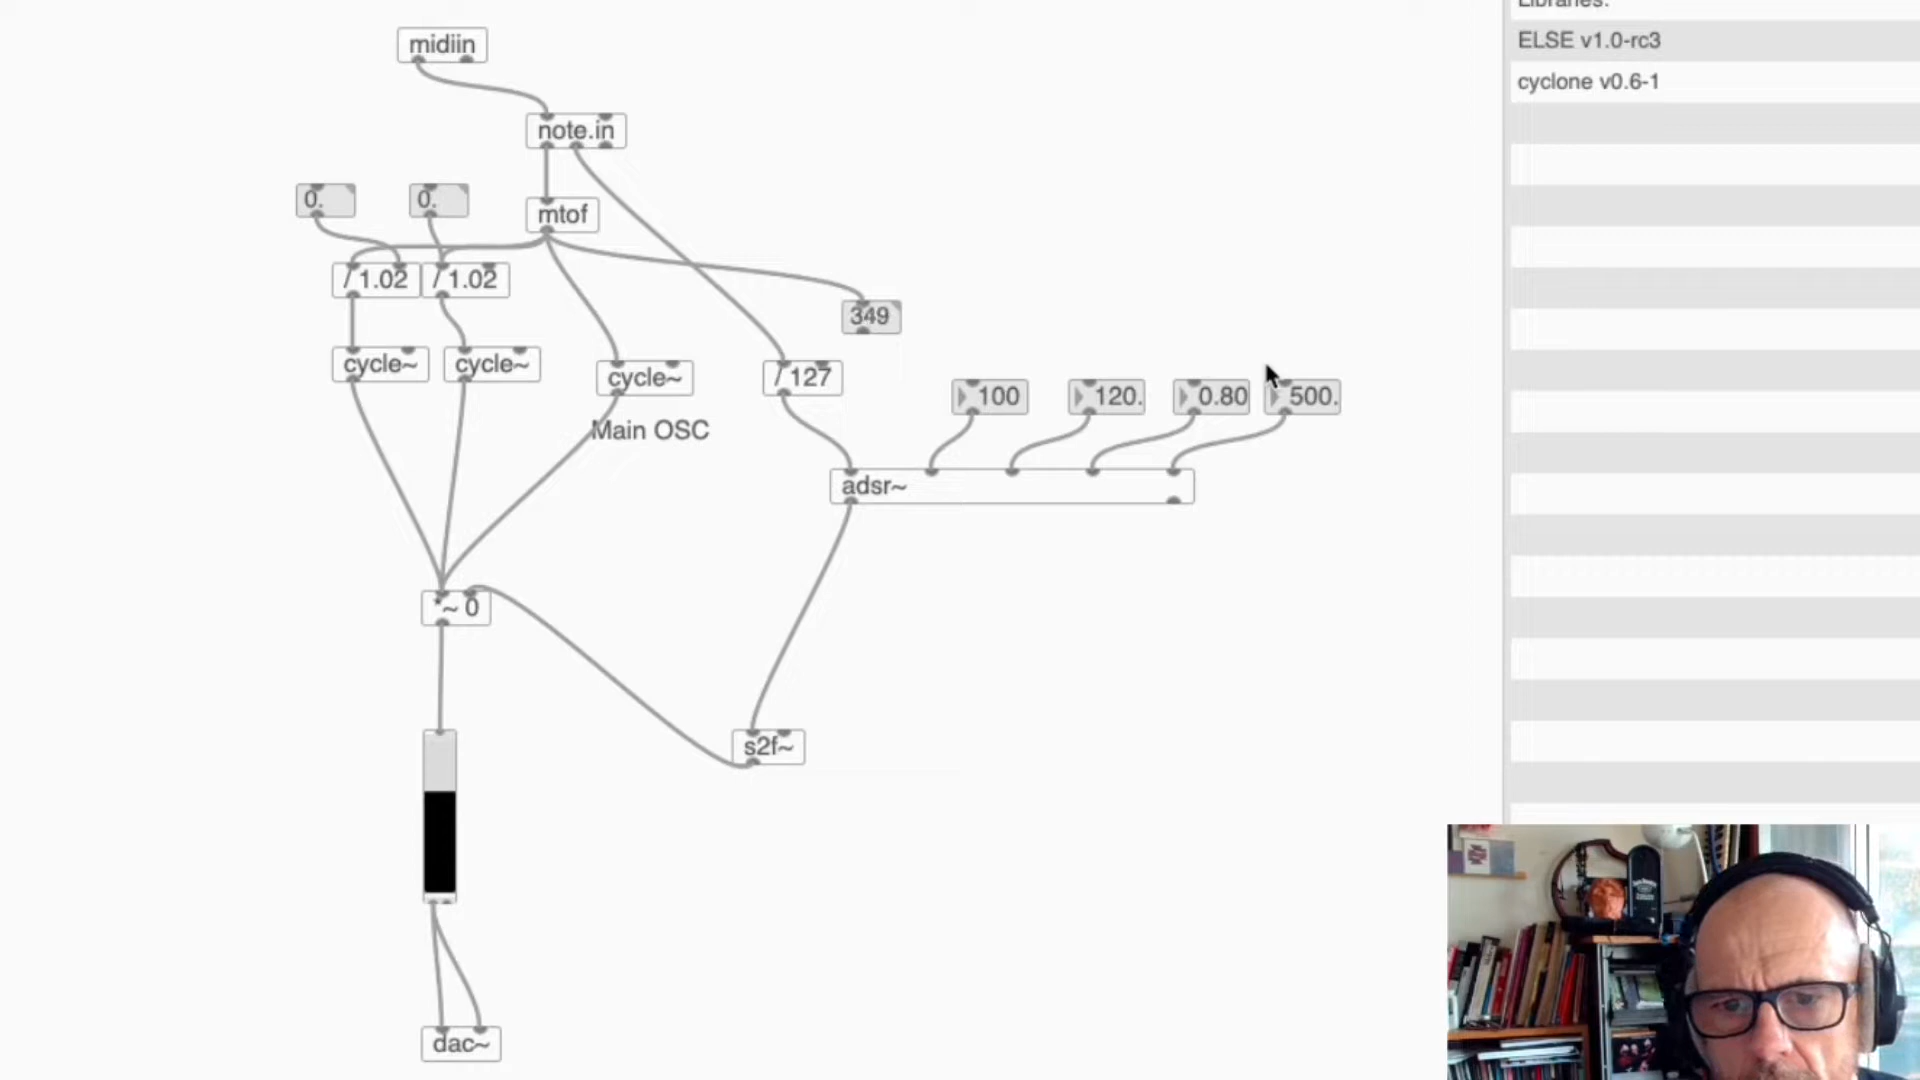 Libraries:
ELSE v1.0-rc3
cyclone v0.6-1
midiin
note.in
0.
0.
mtof
/ 1.02
/ 1.02
349
cycle~
cycle~
cycle~
/ 127
100
120.
0.80
500.
Main OSC
adsr~
*~ 0
s2f~
dac~